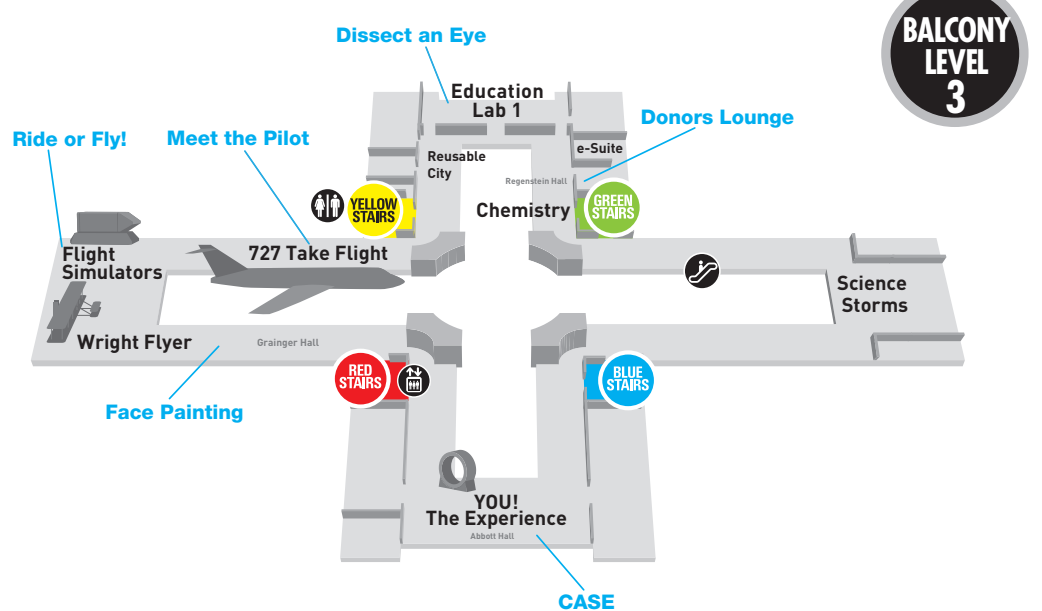 BALCONY
LEVEL
3
Dissect an Eye
Education
Lab 1
Donors Lounge
Ride or Fly!
Meet the Pilot
Reusable
City
e-Suite
Regenstein Hall
YELLOW
STAIRS
Chemistry
GREEN
STAIRS
Flight
Simulators
727 Take Flight
Science
Storms
Wright Flyer
Grainger Hall
RED
STAIRS
BLUE
STAIRS
Face Painting
YOU!
The Experience
Abbott Hall
CASE